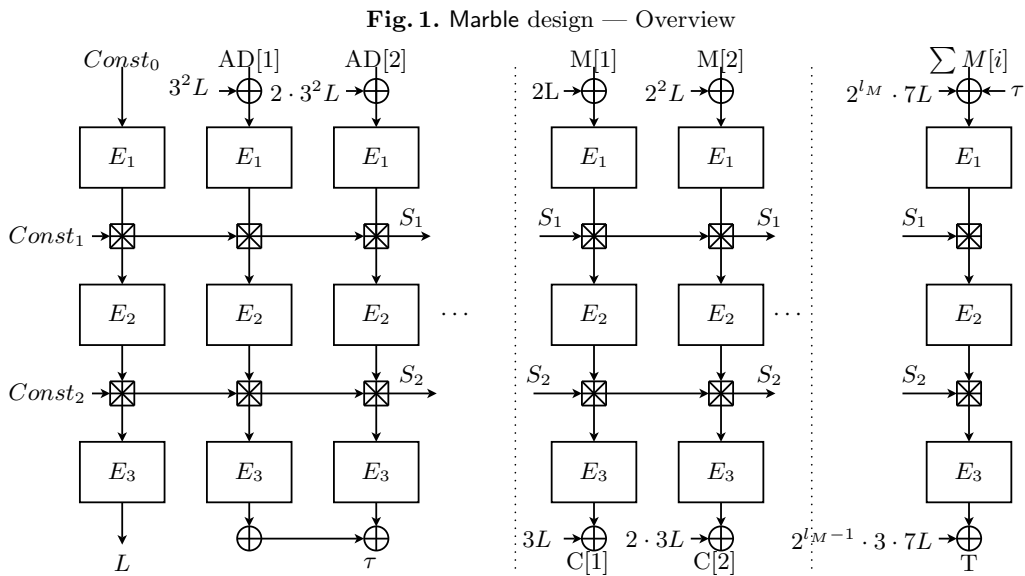 Fig. 1. Marble design — Overview
Const₀ AD[1] AD[2] M[1] M[2] ∑ M[i]
3²L 2 · 3²L 2L 2²L 2^{l_M} · 7L τ
E₁ E₁ E₁ E₁ E₁ E₁
Const₁ S₁ S₁ S₁ S₁
E₂ E₂ E₂ · · · E₂ E₂ · · · E₂
Const₂ S₂ S₂ S₂ S₂
E₃ E₃ E₃ E₃ E₃ E₃
3L 2 · 3L 2^{l_M−1} · 3 · 7L
L τ C[1] C[2] T